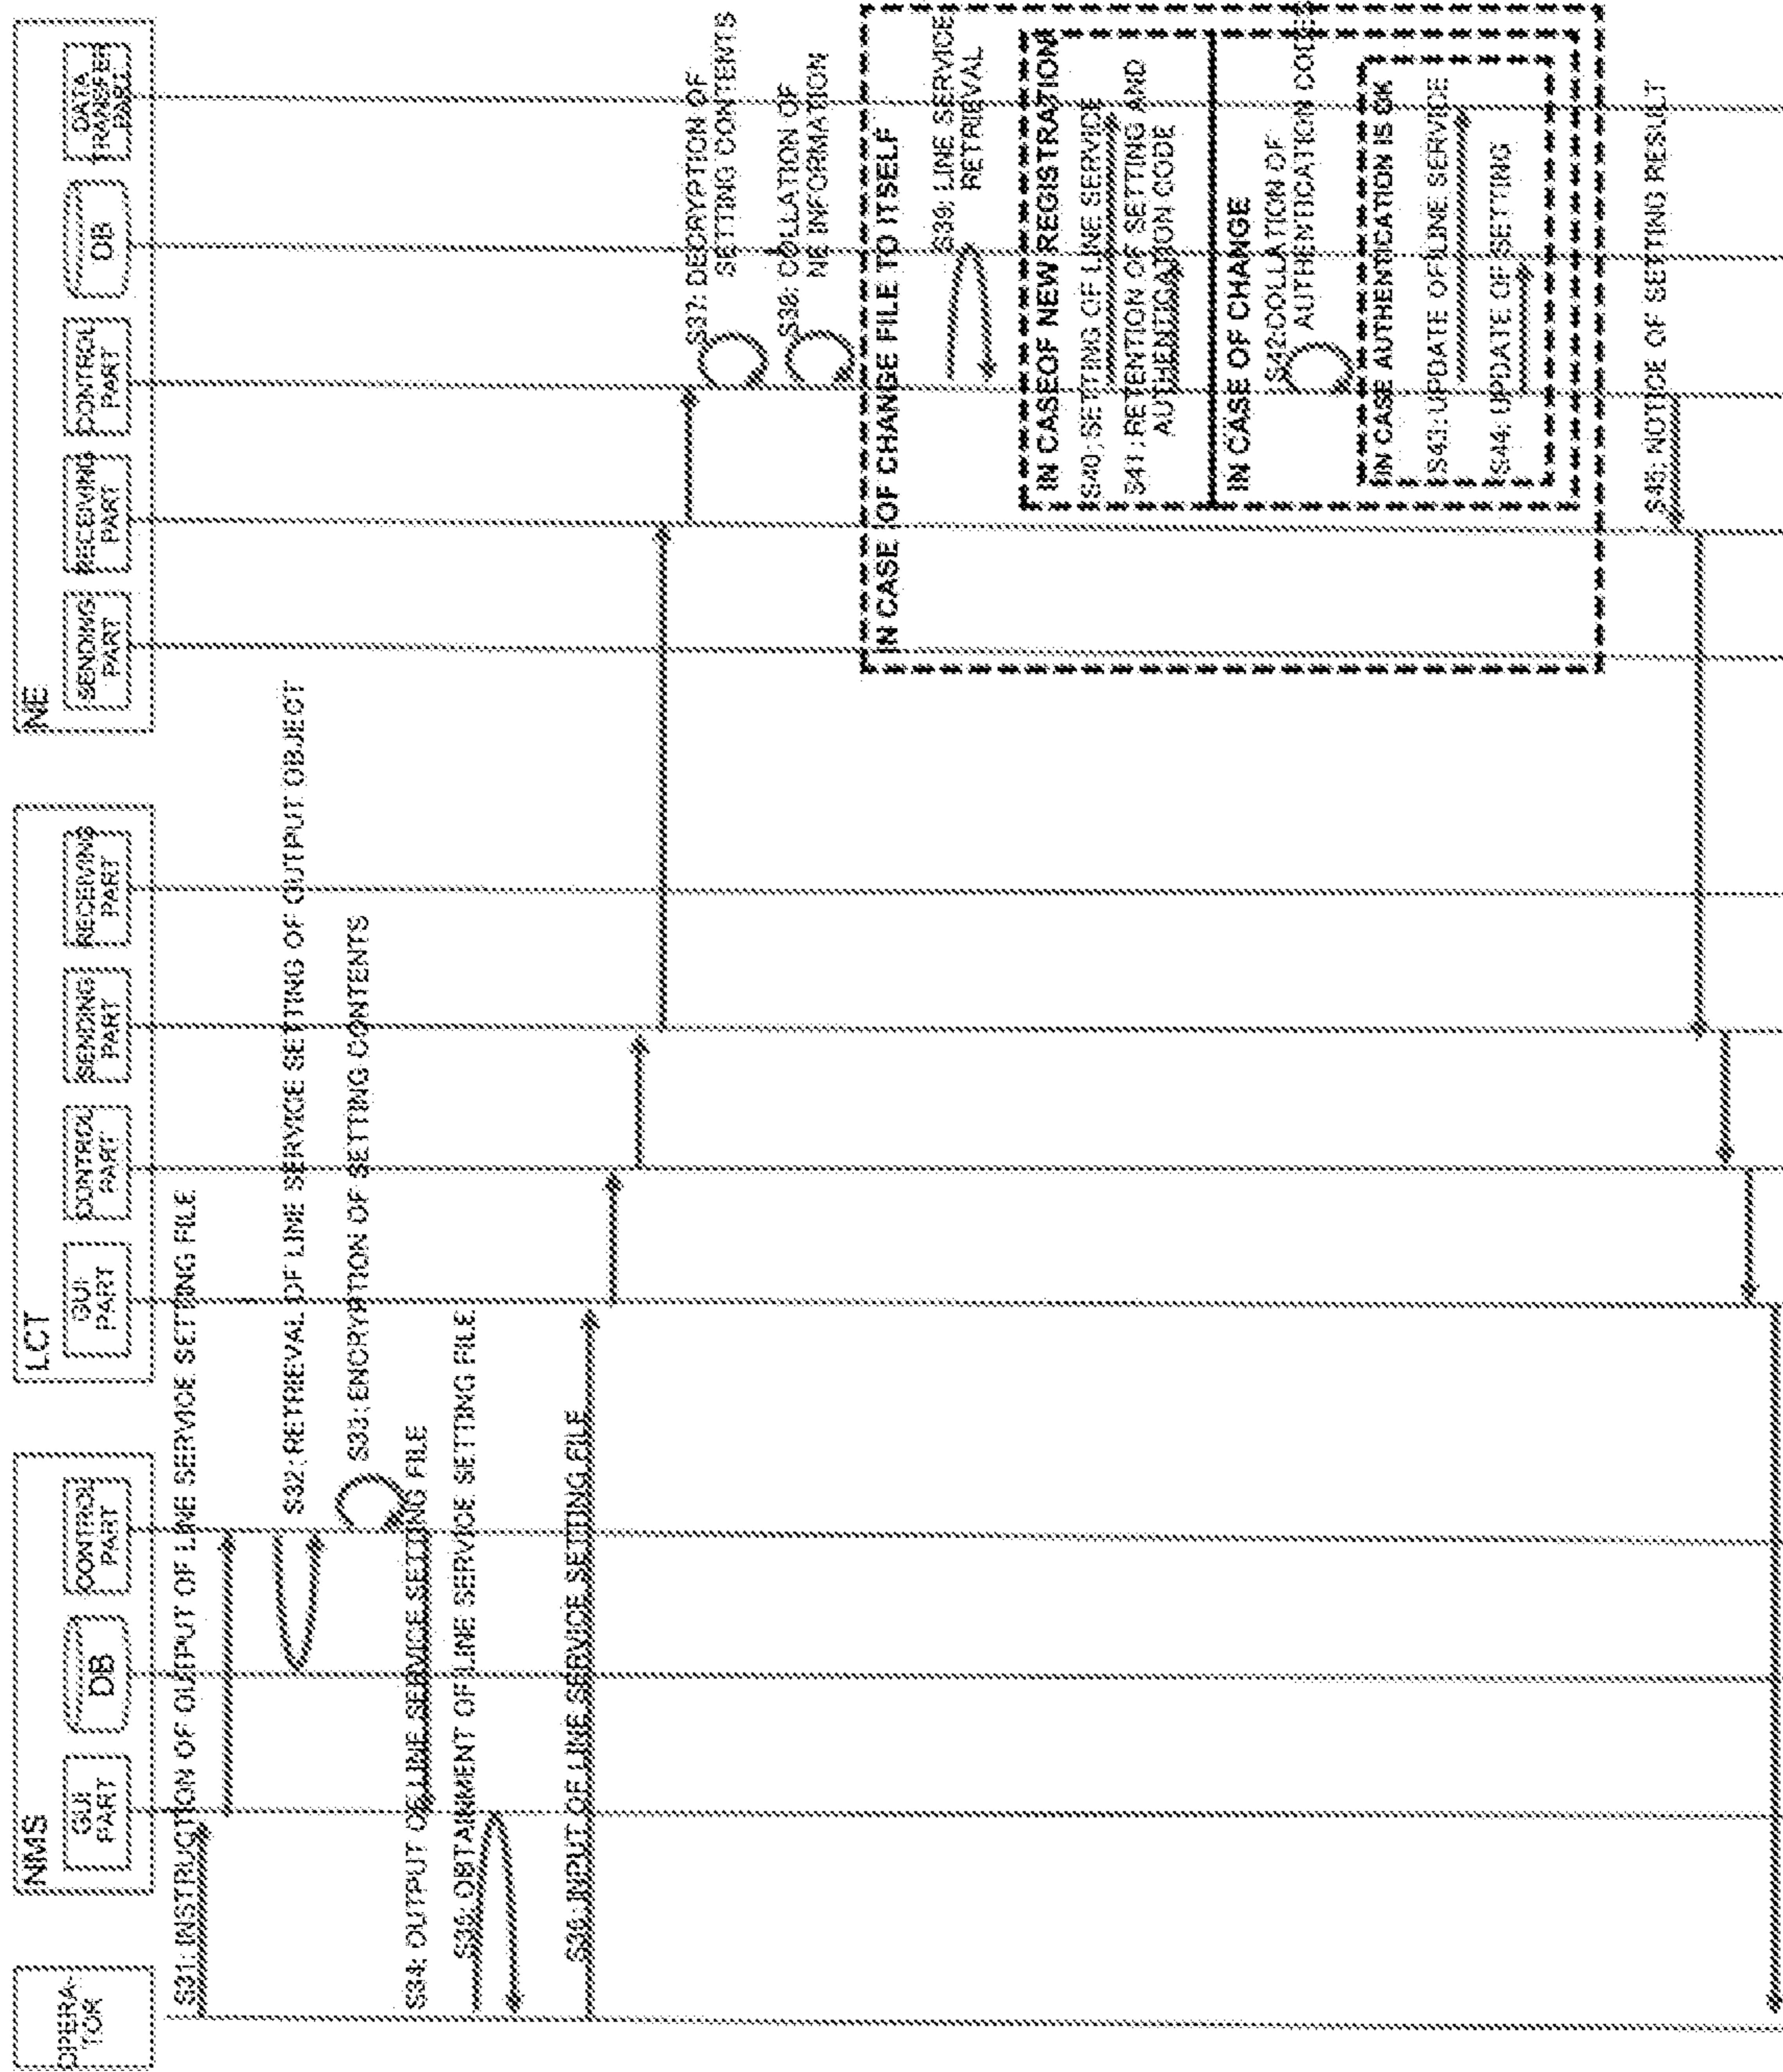 OPERA-
TOR
NMS
GUI
PART
DB
CONTROL
PART
LCT
GUI
PART
CONTROL
PART
SENDING
PART
RECEIVING
PART
NE
SENDING
PART
RECEIVING
PART
CONTROL
PART
DB
DATA
TRANSFER
PART
S31: INSTRUCTION OF OUTPUT OF LINE SERVICE SETTING FILE
S32: RETRIEVAL OF LINE SERVICE SETTING OF OUTPUT OBJECT
S33: ENCRYPTION OF SETTING CONTENTS
S34: OUTPUT OF LINE SERVICE SETTING FILE
S35: OBTAINMENT OF LINE SERVICE SETTING FILE
S36: INPUT OF LINE SERVICE SETTING FILE
S37: DECRYPTION OF
SETTING CONTENTS
S38: COLLATION OF
NE INFORMATION
IN CASE OF CHANGE FILE TO ITSELF
S39: LINE SERVICE
RETRIEVAL
IN CASE OF NEW REGISTRATION
S40: SETTING OF LINE SERVICE
S41: RETENTION OF SETTING AND
AUTHENTICATION CODE
IN CASE OF CHANGE
S42:COLLATION OF
AUTHENTICATION CODE
IN CASE AUTHENTICATION IS OK
S43: UPDATE OF LINE SERVICE
S44: UPDATE OF SETTING
S45: NOTICE OF SETTING RESULT